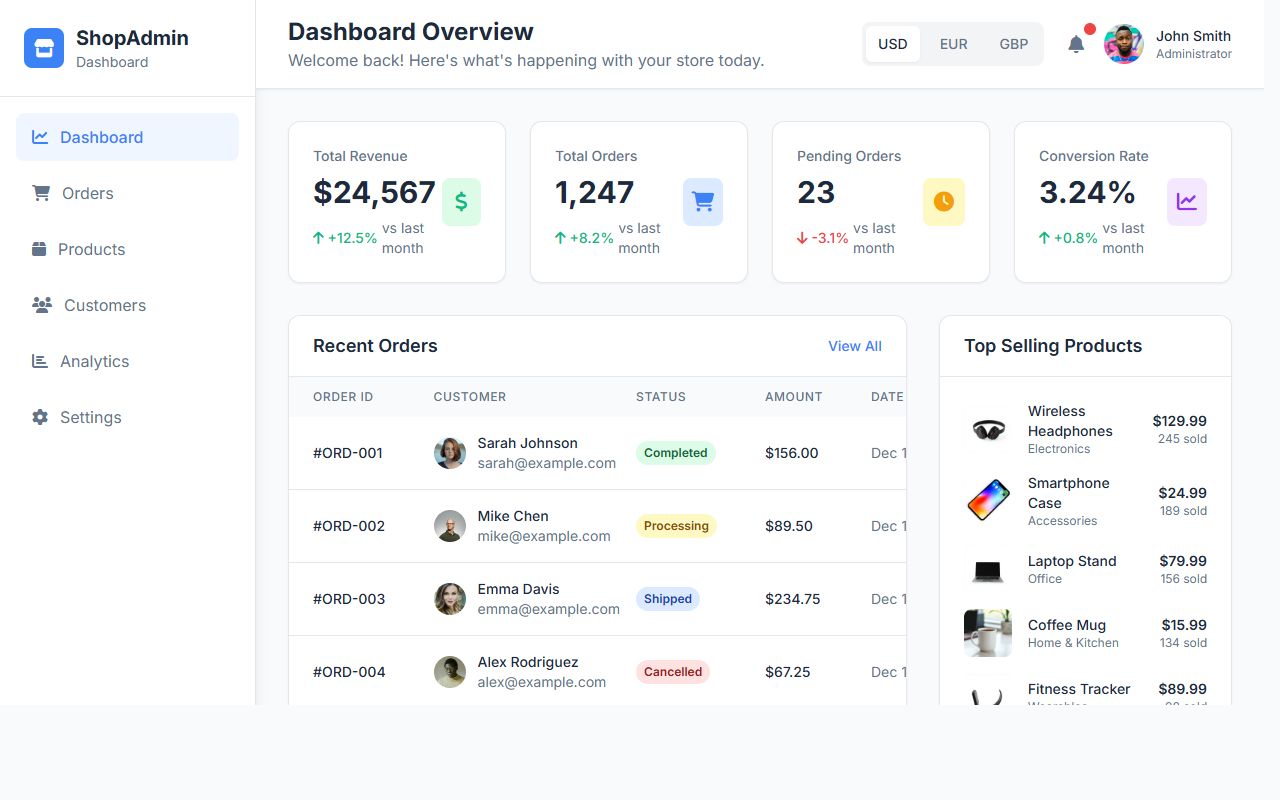 ShopAdmin
Dashboard
Dashboard
Orders
Products
Customers
Analytics
Settings
Dashboard Overview
Welcome back! Here's what's happening with your store today.
USD EUR GBP
John Smith
Administrator
Total Revenue
$24,567
+12.5% vs last
month
Total Orders
1,247
+8.2% vs last
month
Pending Orders
23
-3.1% vs last
month
Conversion Rate
3.24%
+0.8% vs last
month
Recent Orders
View All
ORDER ID CUSTOMER STATUS AMOUNT DATE
#ORD-001 Sarah Johnson Completed $156.00 Dec 1
sarah@example.com
#ORD-002 Mike Chen Processing $89.50 Dec 1
mike@example.com
#ORD-003 Emma Davis Shipped $234.75 Dec 1
emma@example.com
#ORD-004 Alex Rodriguez Cancelled $67.25 Dec 1
alex@example.com
Top Selling Products
Wireless
Headphones
Electronics
$129.99
245 sold
Smartphone
Case
Accessories
$24.99
189 sold
Laptop Stand
Office
$79.99
156 sold
Coffee Mug
Home & Kitchen
$15.99
134 sold
Fitness Tracker
$89.99